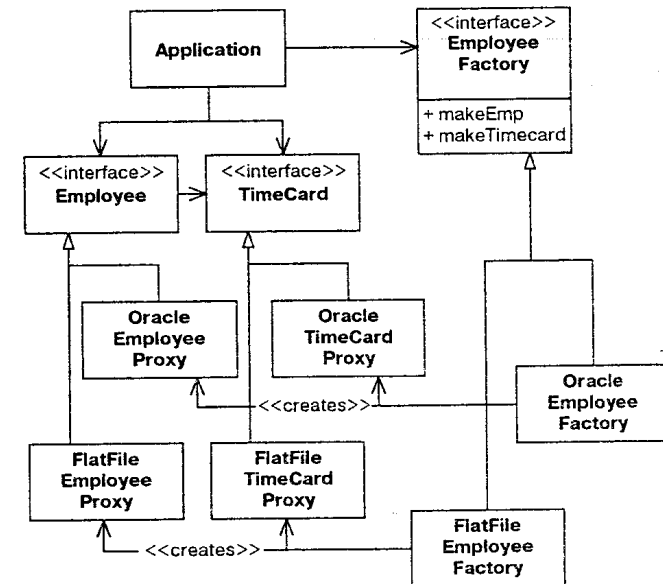 Application
<<interface>>
Employee
Factory
+ makeEmp
+ makeTimecard
<<interface>>
Employee
<<interface>>
TimeCard
Oracle
Employee
Proxy
Oracle
TimeCard
Proxy
<<creates>>
Oracle
Employee
Factory
FlatFile
Employee
Proxy
FlatFile
TimeCard
Proxy
<<creates>>
FlatFile
Employee
Factory